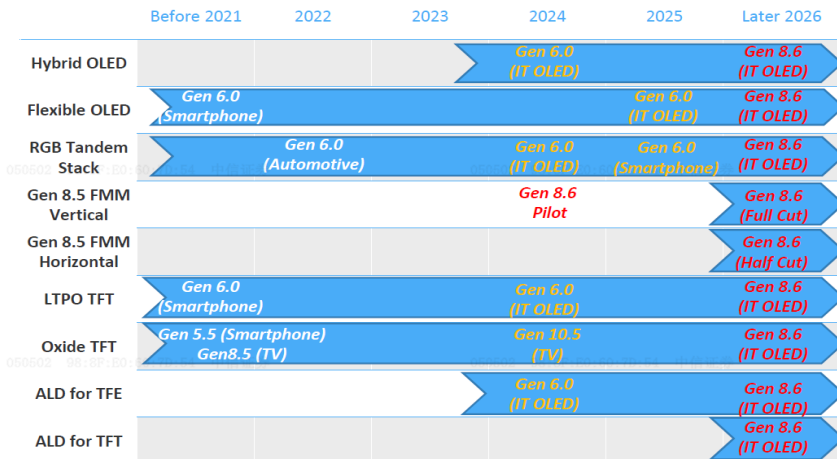 Before 2021 2022 2023 2024 2025 Later 2026
Hybrid OLED
Gen 6.0
(IT OLED)
Gen 8.6
(IT OLED)
Flexible OLED
Gen 6.0
(Smartphone)
Gen 6.0
(IT OLED)
Gen 8.6
(IT OLED)
RGB Tandem
Stack
Gen 6.0
(Automotive)
Gen 6.0
(IT OLED)
Gen 6.0
(Smartphone)
Gen 8.6
(IT OLED)
Gen 8.5 FMM
Vertical
Gen 8.6
Pilot
Gen 8.6
(Full Cut)
Gen 8.5 FMM
Horizontal
Gen 8.6
(Half Cut)
LTPO TFT
Gen 6.0
(Smartphone)
Gen 6.0
(IT OLED)
Gen 8.6
(IT OLED)
Oxide TFT
Gen 5.5 (Smartphone)
Gen8.5 (TV)
Gen 10.5
(TV)
Gen 8.6
(IT OLED)
ALD for TFE
Gen 6.0
(IT OLED)
Gen 8.6
(IT OLED)
ALD for TFT
Gen 8.6
(IT OLED)